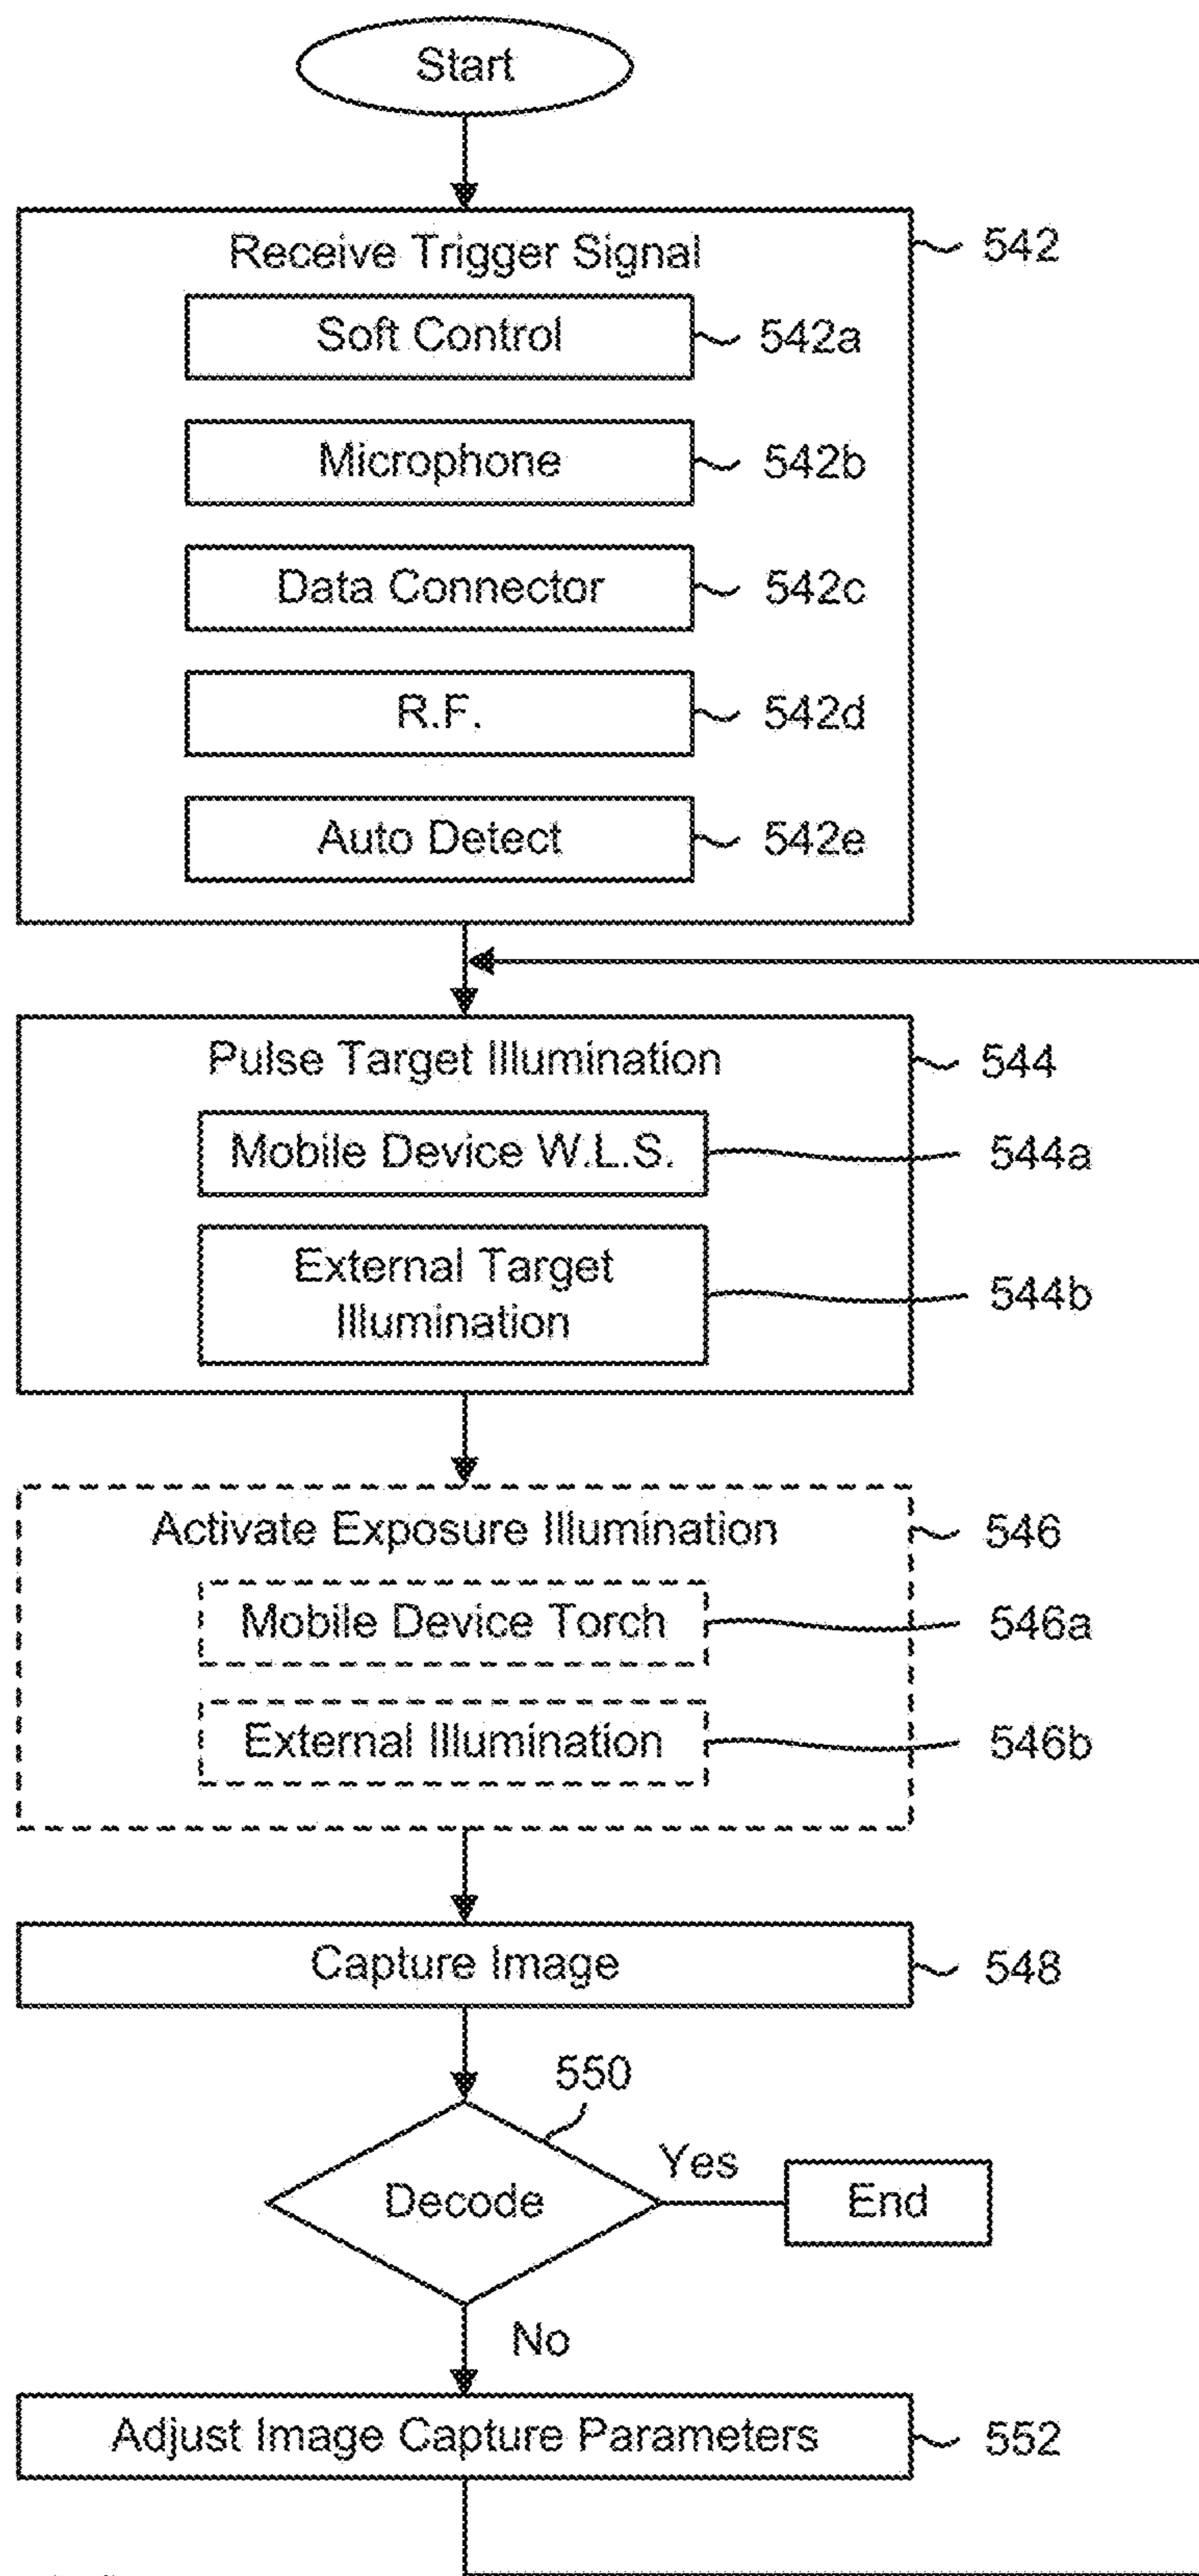 Start
Receive Trigger Signal
542
Soft Control
542a
Microphone
542b
Data Connector
542c
R.F.
542d
Auto Detect
542e
Pulse Target Illumination
544
Mobile Device W.L.S.
544a
External Target
Illumination
544b
Activate Exposure Illumination
546
Mobile Device Torch
546a
External Illumination
546b
Capture Image
548
550
Decode
Yes
End
No
Adjust Image Capture Parameters
552